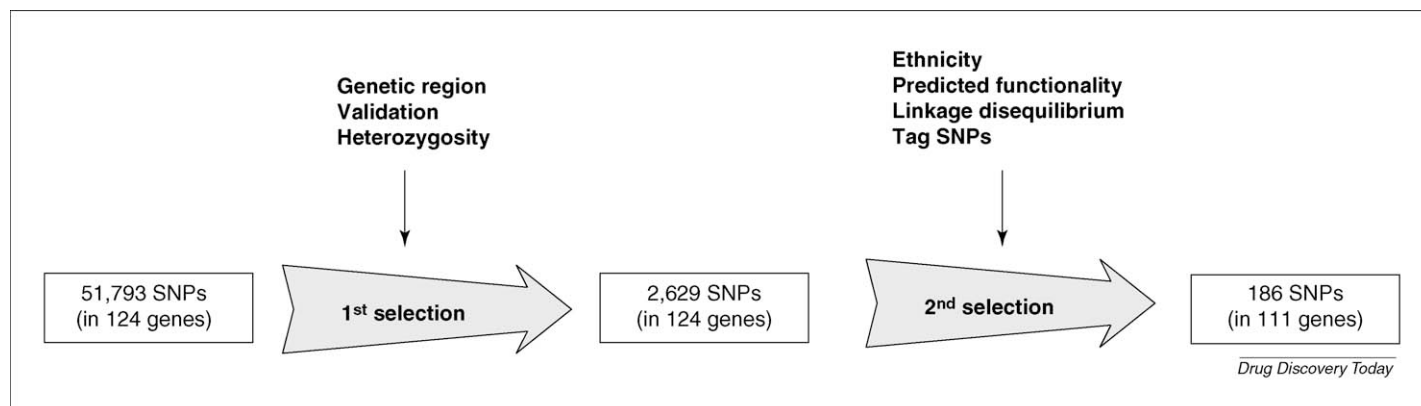 Genetic region
Validation
Heterozygosity
Ethnicity
Predicted functionality
Linkage disequilibrium
Tag SNPs
51,793 SNPs
(in 124 genes)
1st selection
2,629 SNPs
(in 124 genes)
2nd selection
186 SNPs
(in 111 genes)
Drug Discovery Today